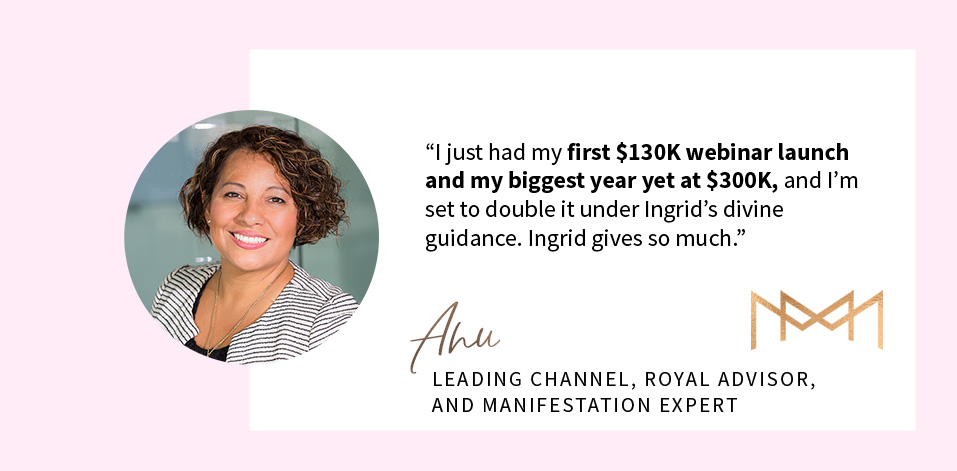 “I just had my first $130K webinar launch
and my biggest year yet at $300K, and I’m
set to double it under Ingrid’s divine
guidance. Ingrid gives so much.”
Anu
LEADING CHANNEL, ROYAL ADVISOR,
AND MANIFESTATION EXPERT